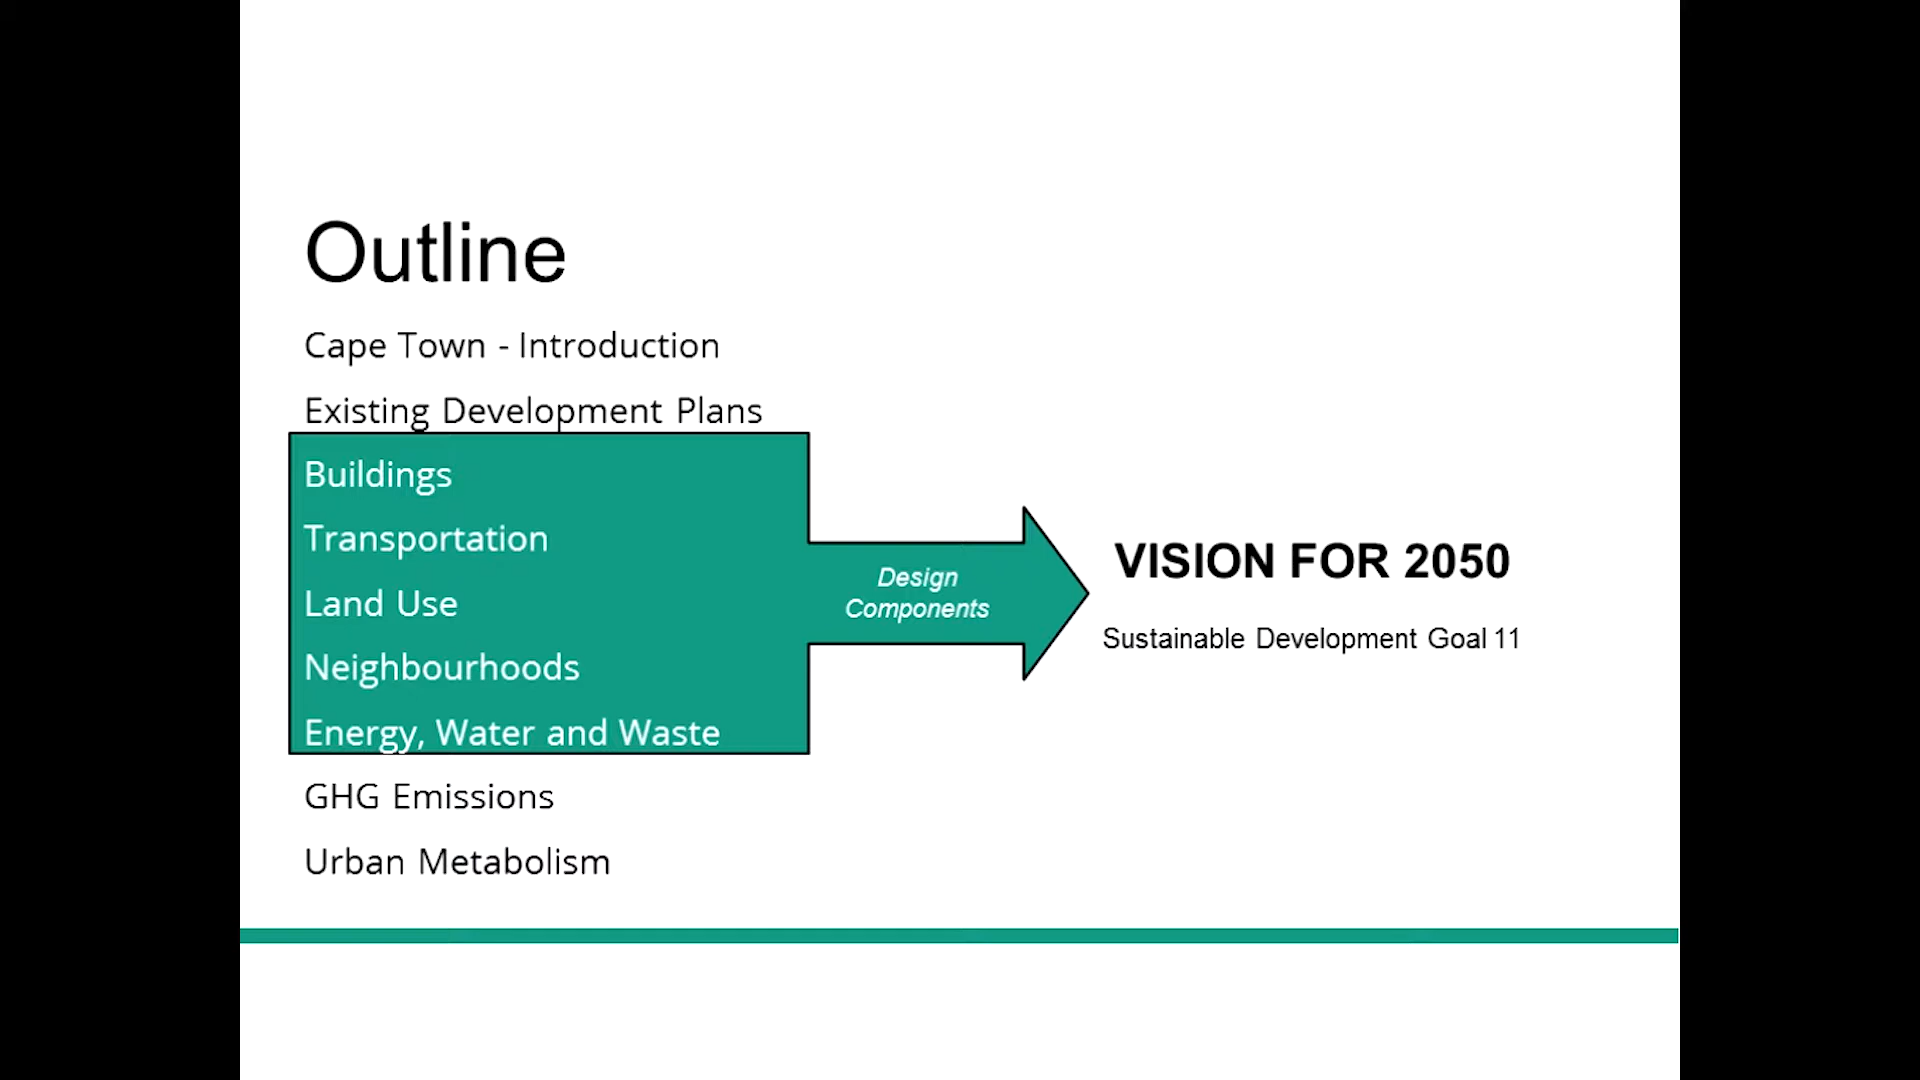 Outline
Cape Town - Introduction
Existing Development Plans
Buildings
Transportation
Land Use
Neighbourhoods
Energy, Water and Waste
GHG Emissions
Urban Metabolism
Design
Components
VISION FOR 2050
Sustainable Development Goal 11